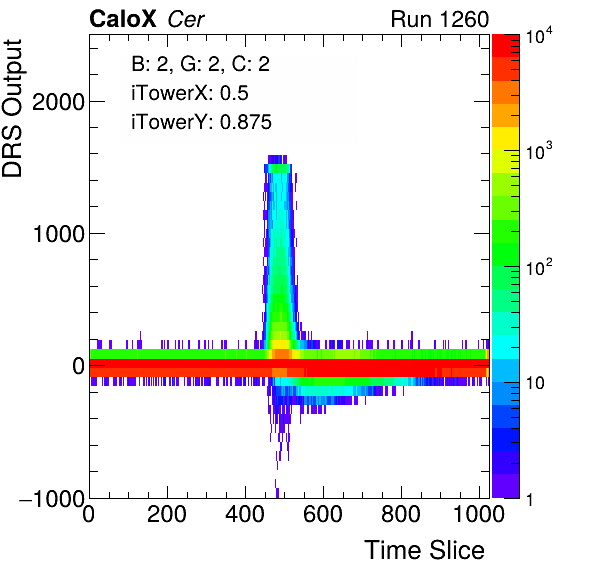 CaloX Cer Run 1260
B: 2, G: 2, C: 2
iTowerX: 0.5
iTowerY: 0.875
DRS Output
2000
1000
0
−1000
0 200 400 600 800 1000
Time Slice
10⁴
10³
10²
10
1